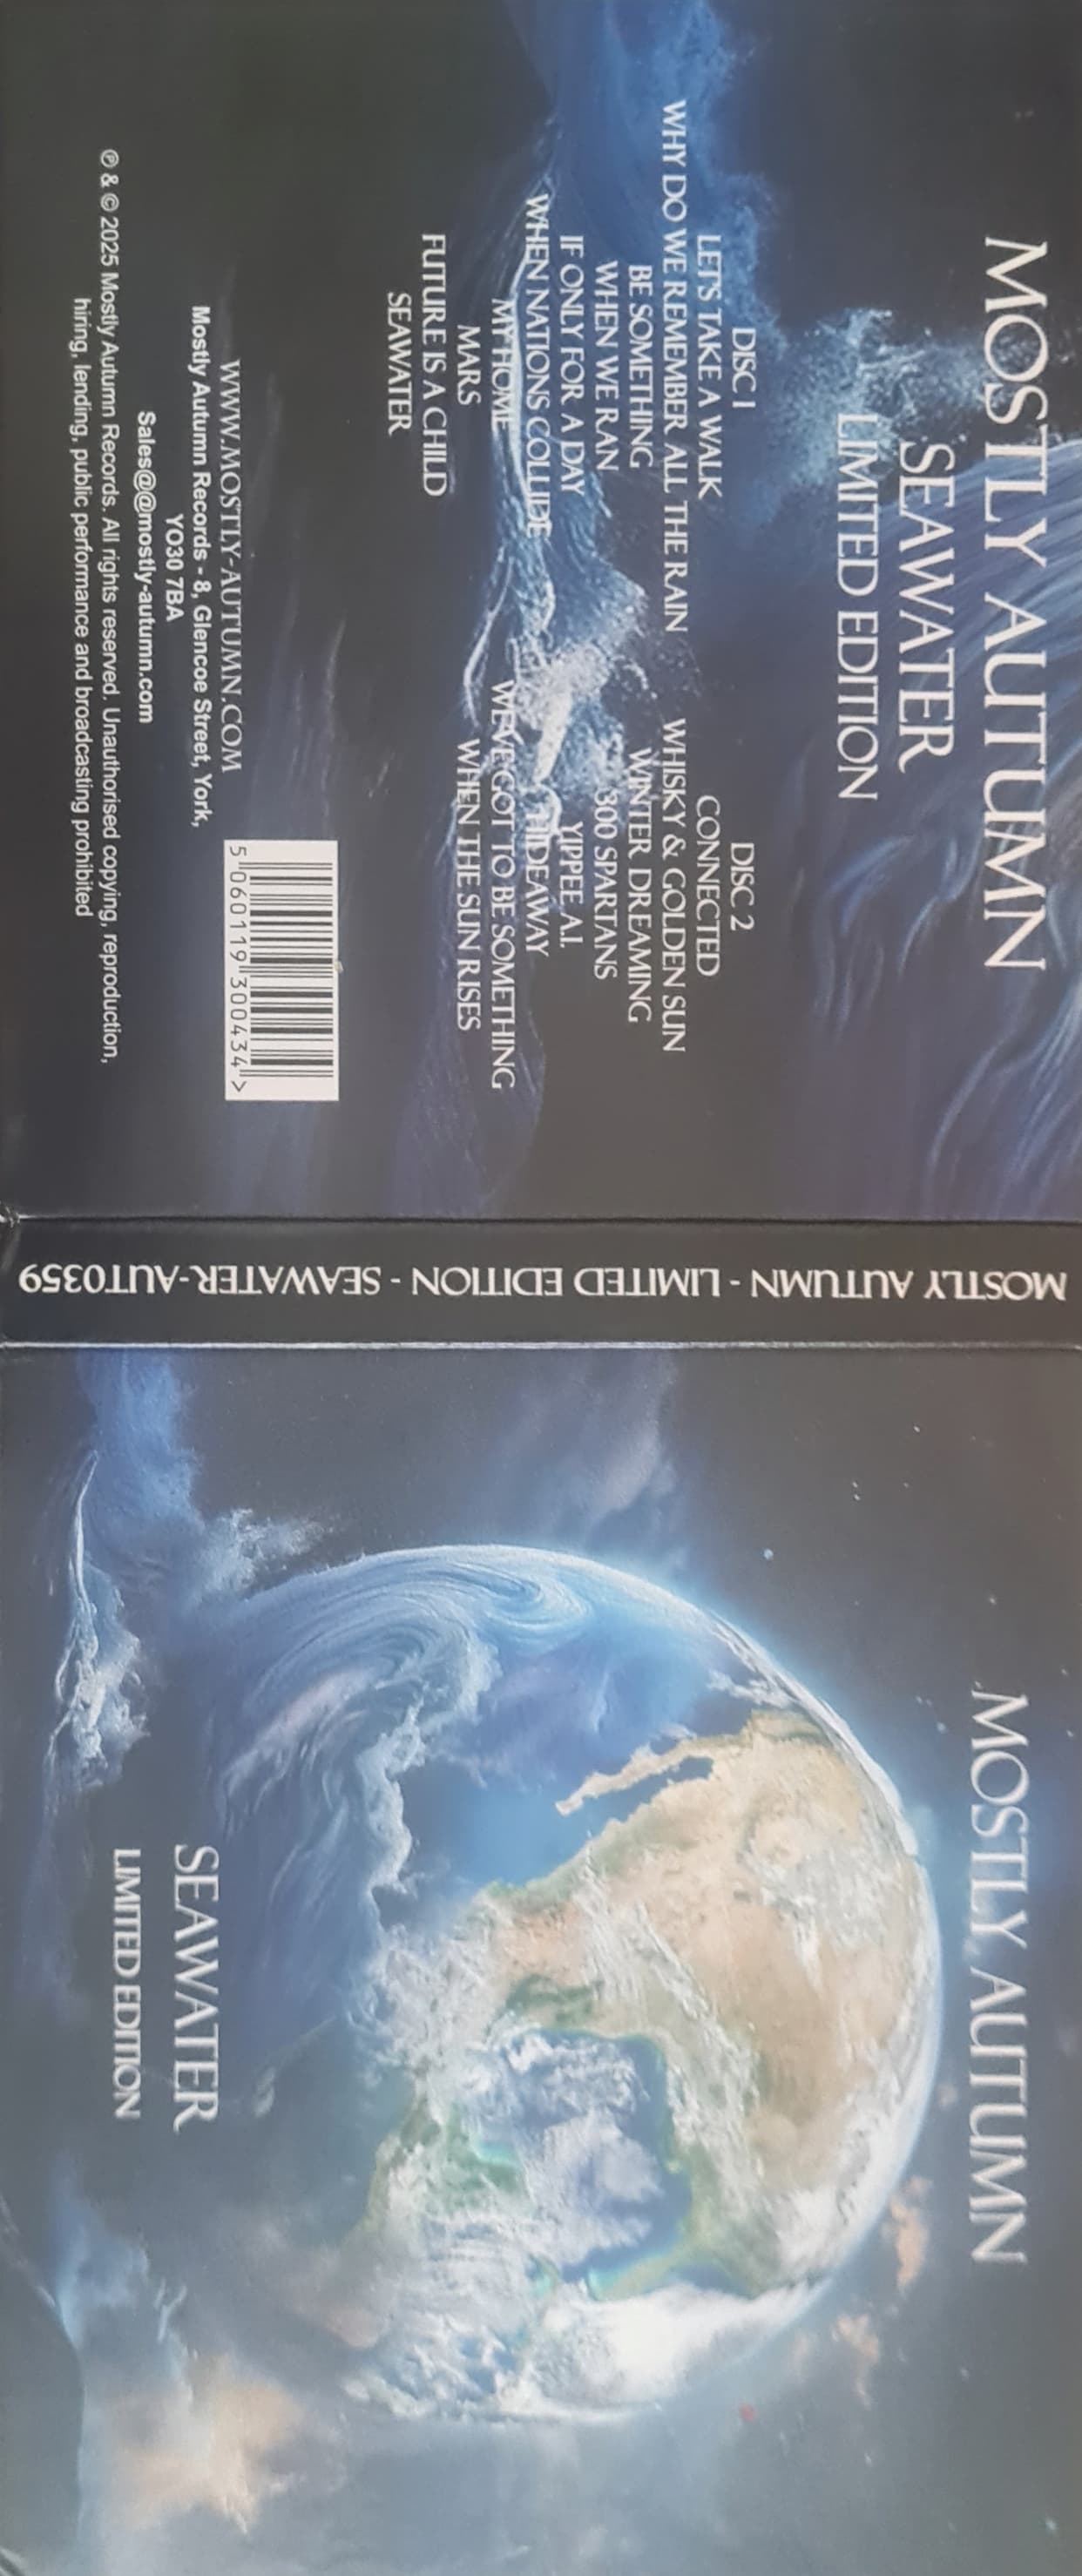 MOSTLY AUTUMN
SEAWATER
LIMITED EDITION
DISC 1
LET'S TAKE A WALK
WHY DO WE REMEMBER ALL THE RAIN
BE SOMETHING
WHEN WE RAN
IF ONLY FOR A DAY
WHEN NATIONS COLLIDE
MY HOME
MARS
FUTURE IS A CHILD
SEAWATER
DISC 2
CONNECTED
WHISKY & GOLDEN SUN
WINTER DREAMING
300 SPARTANS
YIPPEE A.I.
HIDEAWAY
WE'VE GOT TO BE SOMETHING
WHEN THE SUN RISES
WWW.MOSTLY-AUTUMN.COM
Mostly Autumn Records - 8, Glencoe Street, York,
YO30 7BA
Sales@@mostly-autumn.com
℗ & © 2025 Mostly Autumn Records. All rights reserved. Unauthorised copying, reproduction,
hiring, lending, public performance and broadcasting prohibited
5 060119 300434 >
MOSTLY AUTUMN - LIMITED EDITION - SEAWATER-AUT0359
MOSTLY AUTUMN
SEAWATER
LIMITED EDITION